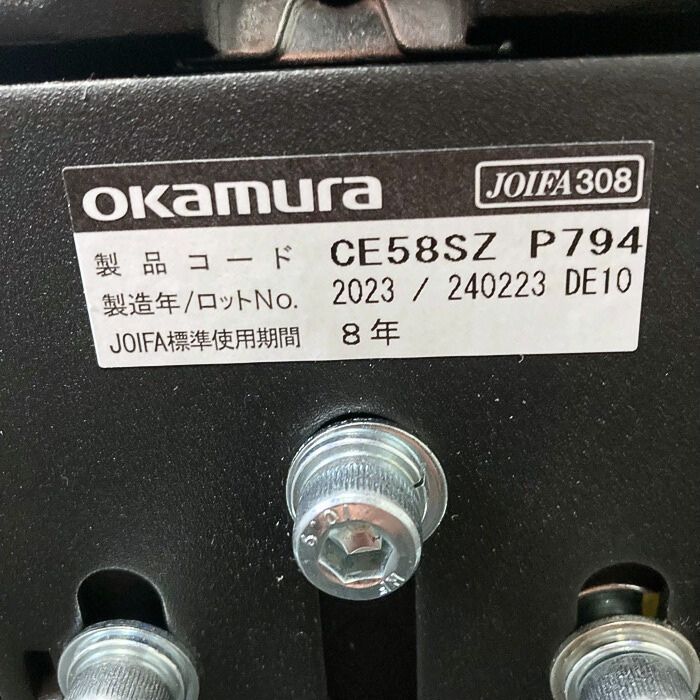 okamura JOIFA308
製品コード CE58SZ P794
製造年/ロットNo. 2023 / 240223 DE10
JOIFA標準使用期間 8年